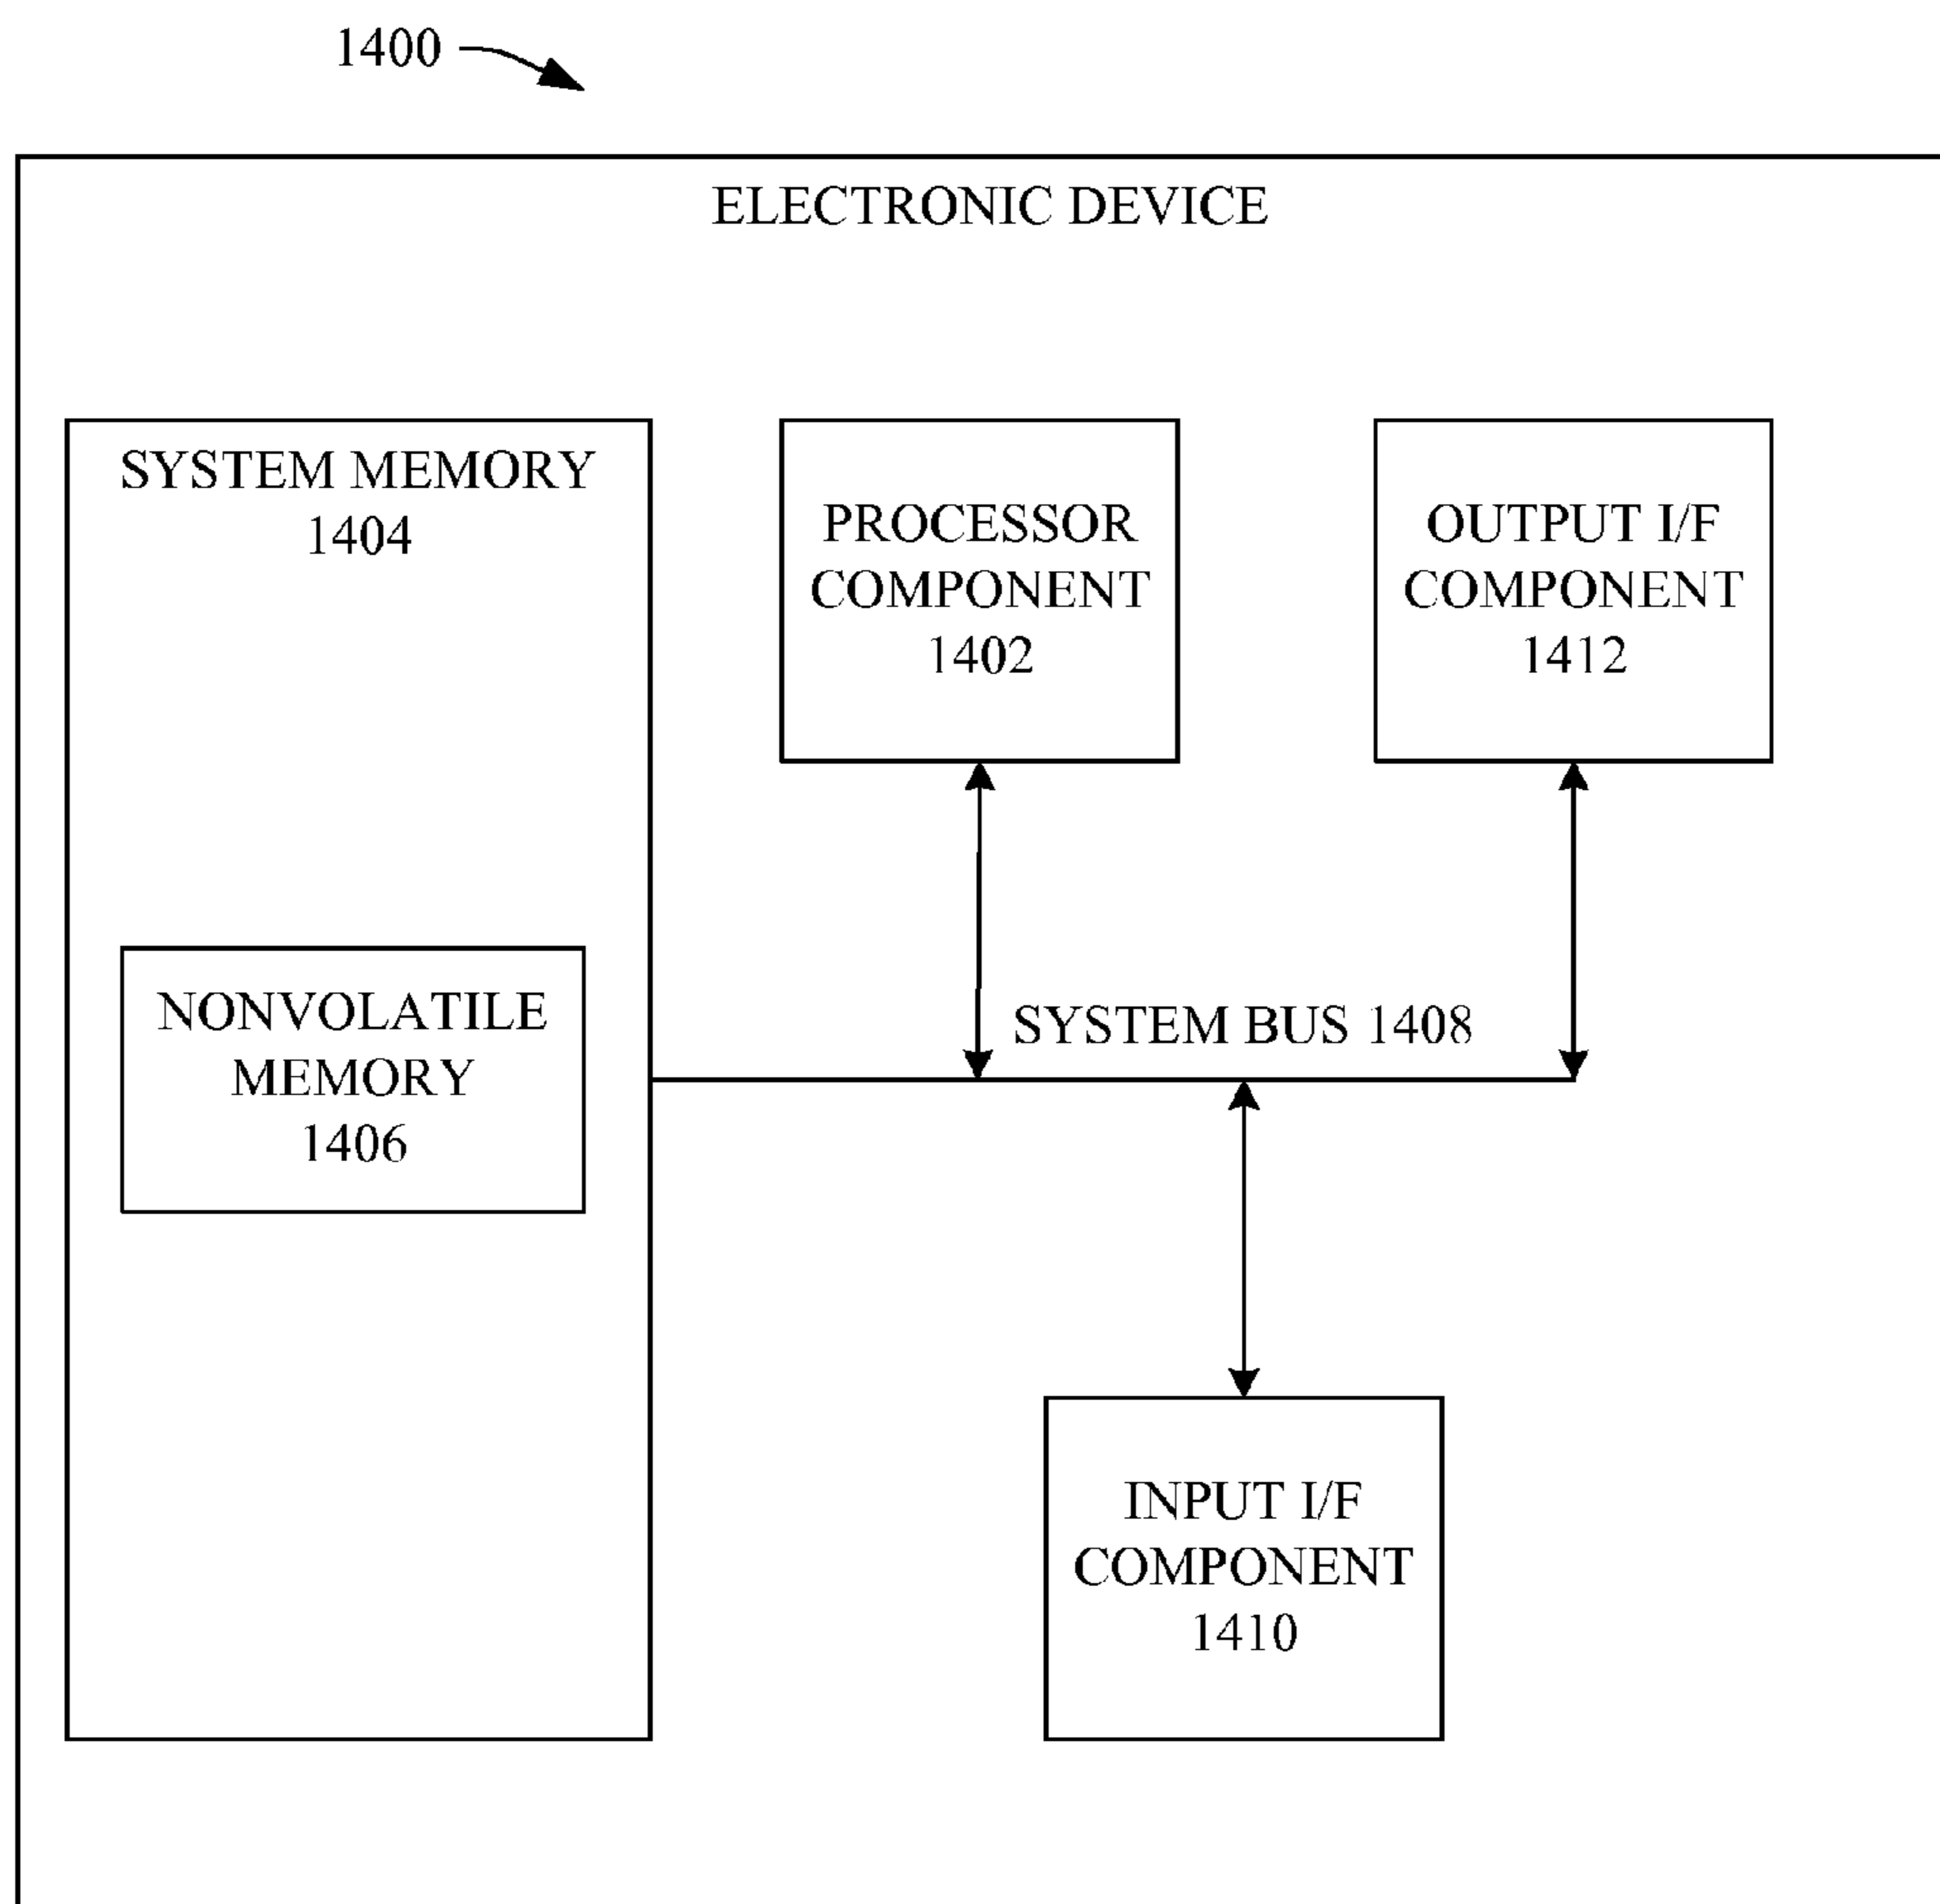 1400
ELECTRONIC DEVICE
SYSTEM MEMORY
1404
PROCESSOR
COMPONENT
1402
OUTPUT I/F
COMPONENT
1412
NONVOLATILE
MEMORY
1406
SYSTEM BUS 1408
INPUT I/F
COMPONENT
1410